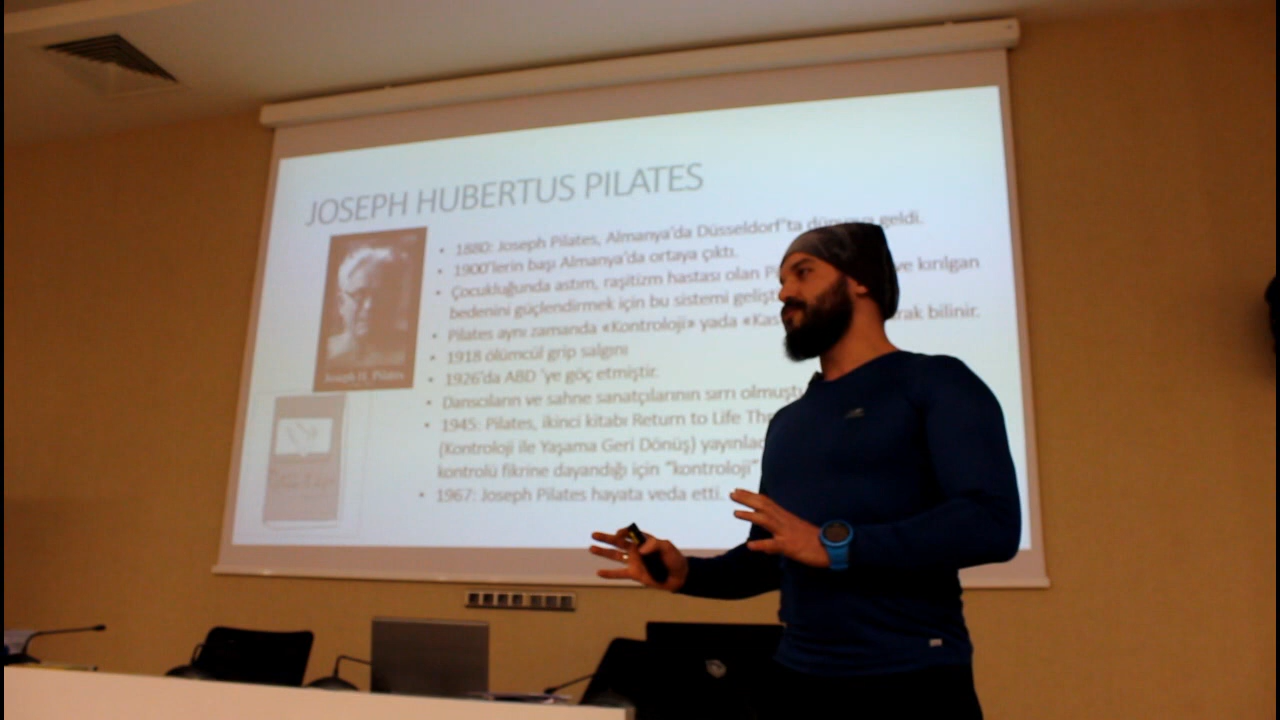 JOSEPH HUBERTUS PILATES
• 1880: Joseph Pilates, Almanya'da Düsseldorf'ta dünyaya geldi.
• 1900'lerin başı Almanya'da ortaya çıktı.
• Çocukluğunda astım, raşitizm hastası olan ve kırılgan
bedenini güçlendirmek için bu sistemi
• Pilates aynı zamanda «Kontroloji» yada bilinir.
• 1918 ölümcül grip salgını
• 1926'da ABD 'ye göç etmiştir.
• Dansçıların ve sahne sanatçılarının sırrı
• 1945: Pilates, ikinci kitabı Return to Life
(Kontroloji ile Yaşama Geri Dönüş)
kontrolü fikrine dayandığı için "kontroloji"
• 1967: Joseph Pilates hayata veda etti.
Joseph H. Pilates